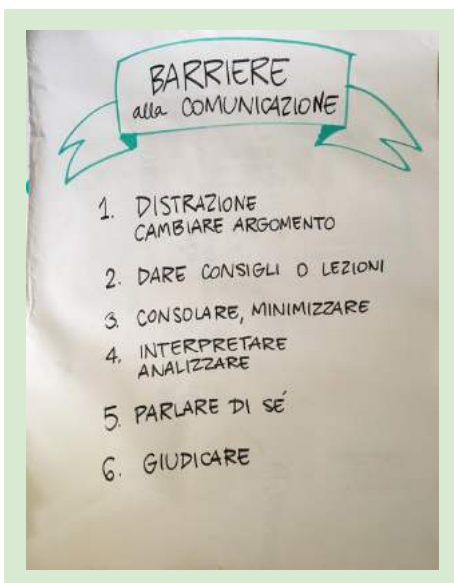 BARRIERE
alla COMUNICAZIONE
1. DISTRAZIONE
CAMBIARE ARGOMENTO
2. DARE CONSIGLI O LEZIONI
3. CONSOLARE, MINIMIZZARE
4. INTERPRETARE
ANALIZZARE
5. PARLARE DI SÉ
6. GIUDICARE